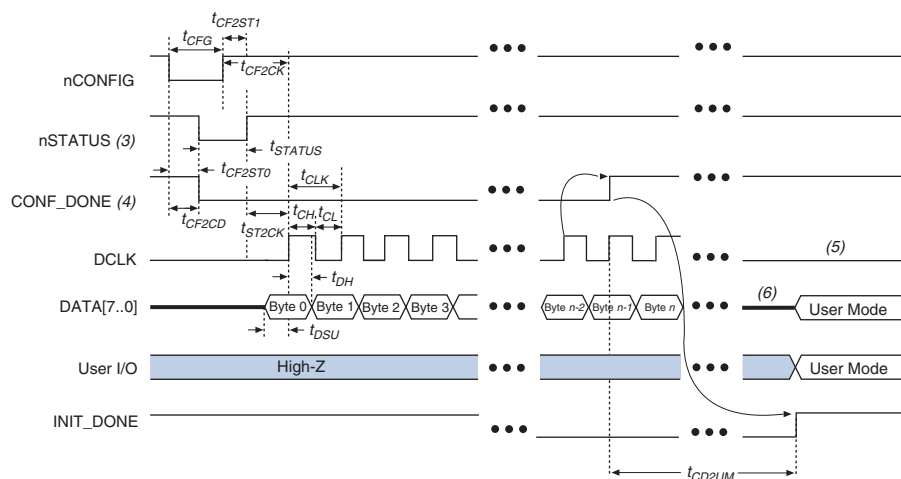 tCF2ST1
tCFG
tCF2CK
nCONFIG
nSTATUS (3)
tSTATUS
tCF2ST0
tCLK
CONF_DONE (4)
tCF2CD
tST2CK
tCH
tCL
DCLK
(5)
tDH
DATA[7..0]
Byte 0
Byte 1
Byte 2
Byte 3
Byte n-2
Byte n-1
Byte n
(6)
User Mode
tDSU
User I/O
High-Z
User Mode
INIT_DONE
tCD2UM